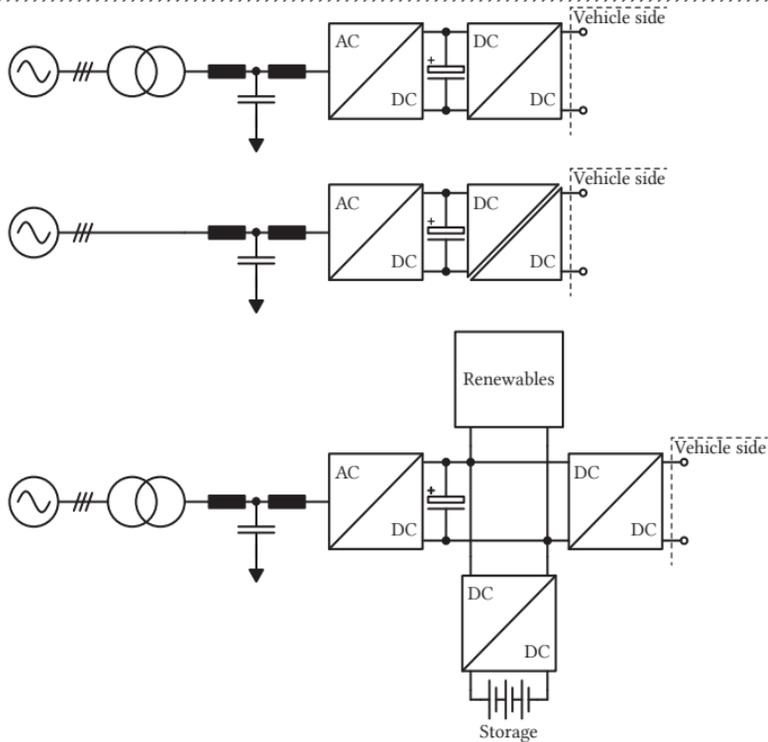 Vehicle side
AC
DC
DC
DC
+
Vehicle side
AC
DC
DC
DC
+
Renewables
Vehicle side
AC
DC
DC
DC
+
DC
DC
Storage